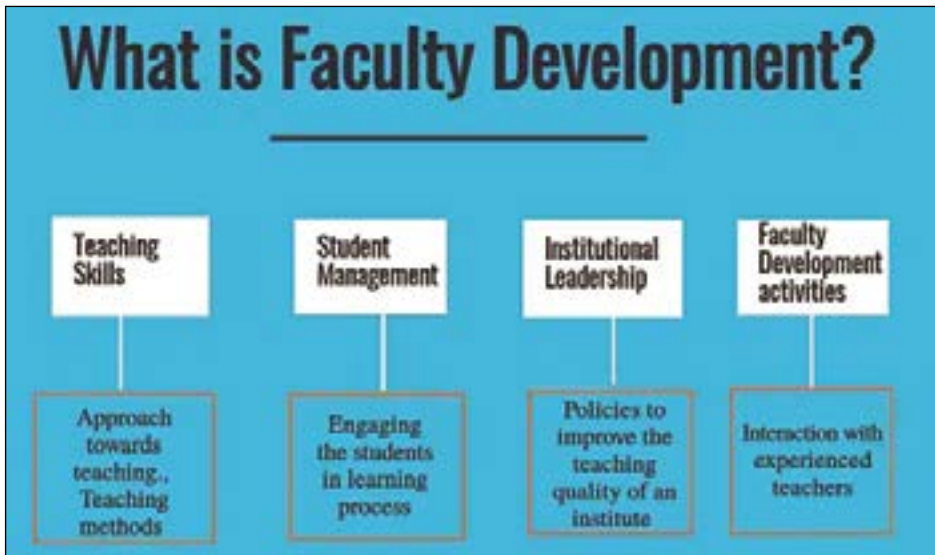 What is Faculty Development?
Teaching
Skills
Student
Management
Institutional
Leadership
Faculty
Development
activities
Approach
towards
teaching.,
Teaching
methods
Engaging
the students
in learning
process
Policies to
improve the
teaching
quality of an
institute
Interaction with
experienced
teachers